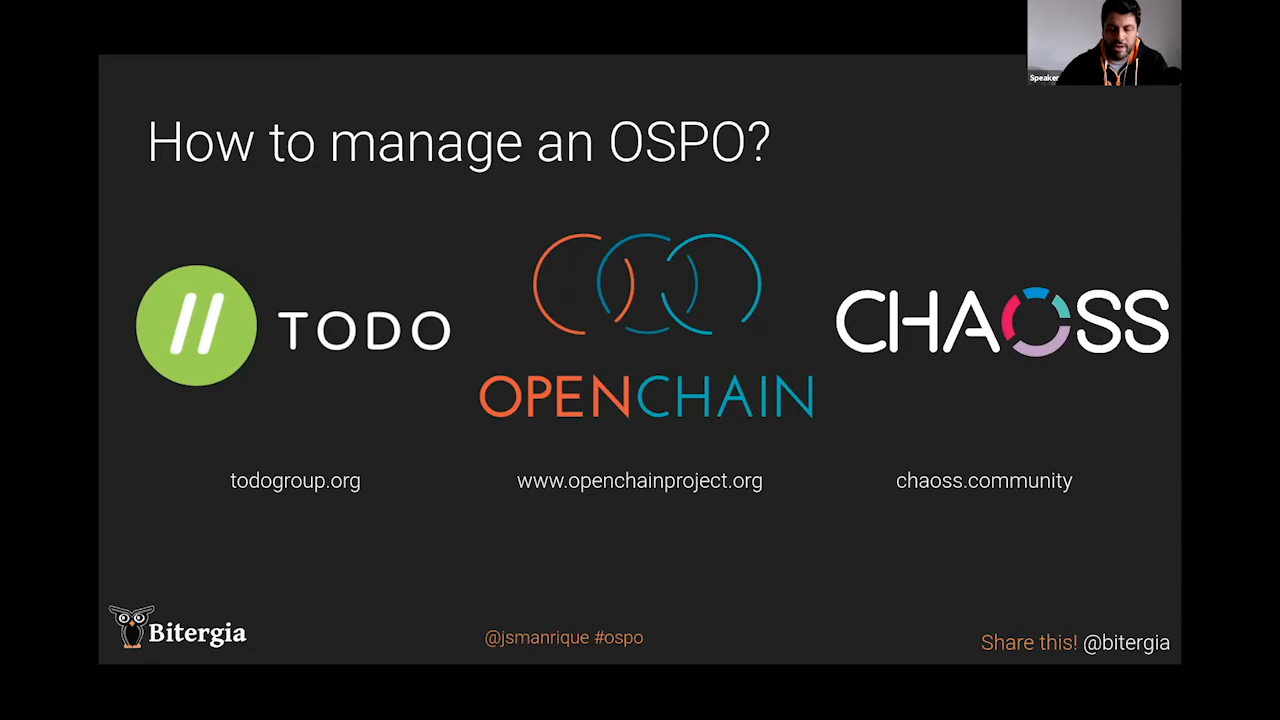 Speaker
How to manage an OSPO?
// TODO
OPENCHAIN
CHAOSS
todogroup.org
www.openchainproject.org
chaoss.community
Bitergia
@jsmanrique #ospo
Share this! @bitergia